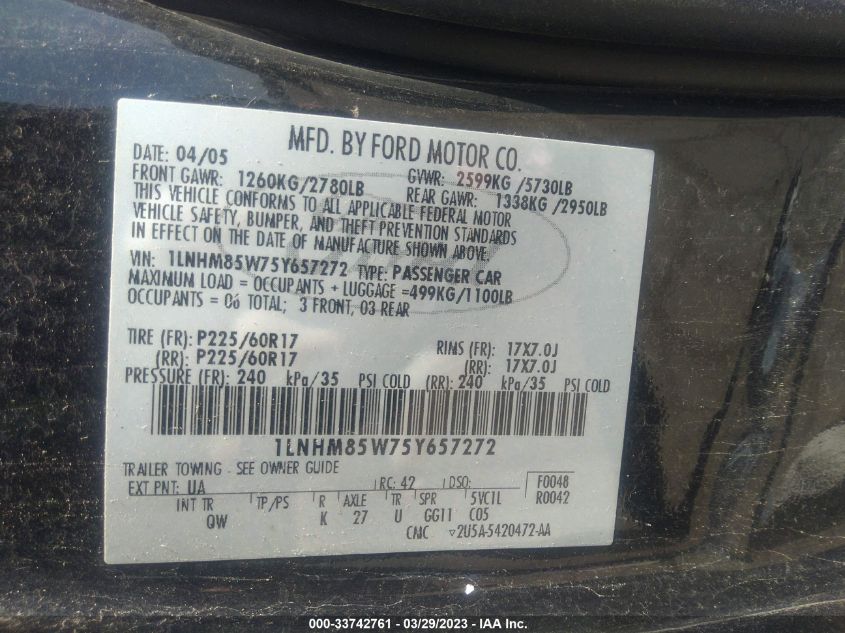 MFD. BY FORD MOTOR CO.
DATE: 04/05 GVWR: 2599KG /5730LB
FRONT GAWR: 1260KG/2780LB REAR GAWR: 1338KG /2950LB
THIS VEHICLE CONFORMS TO ALL APPLICABLE FEDERAL MOTOR
VEHICLE SAFETY, BUMPER, AND THEFT PREVENTION STANDARDS
IN EFFECT ON THE DATE OF MANUFACTURE SHOWN ABOVE.
VIN: 1LNHM85W75Y657272 TYPE: PASSENGER CAR
MAXIMUM LOAD = OCCUPANTS + LUGGAGE =499KG/1100LB
OCCUPANTS = 06 TOTAL; 3 FRONT, 03 REAR
TIRE (FR): P225/60R17 RIMS (FR): 17X7.0J
(RR): P225/60R17 (RR): 17X7.0J
PRESSURE (FR): 240 kPa/35 PSI COLD (RR): 240 kPa/35 PSI COLD
1LNHM85W75Y657272
TRAILER TOWING - SEE OWNER GUIDE
EXT PNT: UA RC: 42 DSO: F0048
R0042
INT TR TP/PS R AXLE TR SPR 5VC1L
QW K 27 U GG11 C05
CMC ▽2U5A-5420472-AA
000-33742761 - 03/29/2023 - IAA Inc.